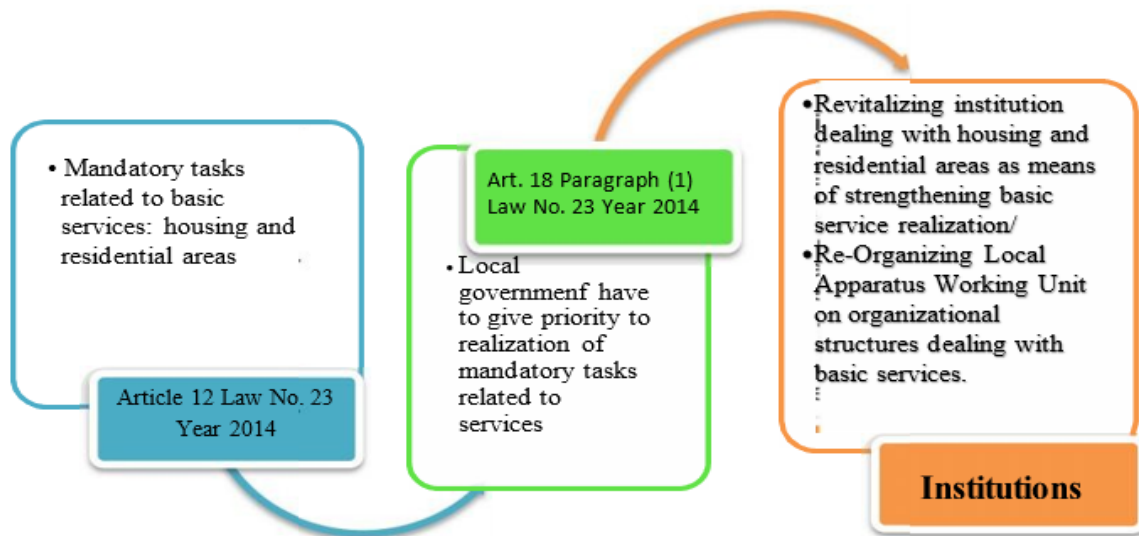 • Mandatory tasks
related to basic
services: housing and
residential areas
Article 12 Law No. 23
Year 2014
Art. 18 Paragraph (1)
Law No. 23 Year 2014
• Local
governmenf have
to give priority to
realization of
mandatory tasks
related to
services
•Revitalizing institution
dealing with housing and
residential areas as means
of strengthening basic
service realization/
•Re-Organizing Local
Apparatus Working Unit
on organizational
structures dealing with
basic services.
Institutions